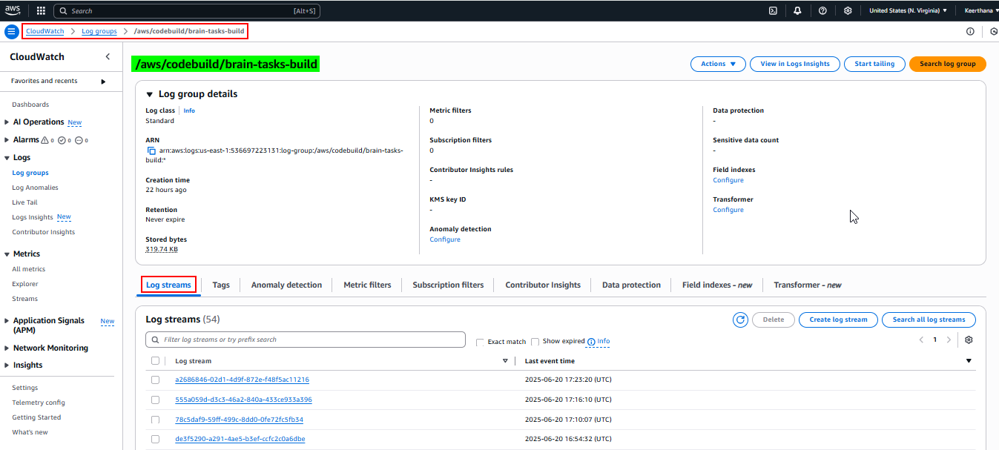 aws
Search [Alt+S]
United States (N. Virginia)
Keerthana
CloudWatch
Log groups
/aws/codebuild/brain-tasks-build
CloudWatch
Favorites and recents
Dashboards
AI Operations New
Alarms 0 0 0
Logs
Log groups
Log Anomalies
Live Tail
Logs Insights New
Contributor Insights
Metrics
All metrics
Explorer
Streams
Application Signals New
(APM)
Network Monitoring
Insights
Settings
Telemetry config
Getting Started
What's new
/aws/codebuild/brain-tasks-build
Actions
View in Logs Insights
Start tailing
Search log group
Log group details
Log class Info
Standard
ARN
arn:aws:logs:us-east-1:536697223131:log-group:/aws/codebuild/brain-tasks-
build:*
Creation time
22 hours ago
Retention
Never expire
Stored bytes
319.74 KB
Metric filters
0
Subscription filters
0
Contributor Insights rules
-
KMS key ID
-
Anomaly detection
Configure
Data protection
-
Sensitive data count
-
Field indexes
Configure
Transformer
Configure
Log streams
Tags
Anomaly detection
Metric filters
Subscription filters
Contributor Insights
Data protection
Field indexes - new
Transformer - new
Log streams (54)
Delete
Create log stream
Search all log streams
Filter log streams or try prefix search
Exact match
Show expired
Info
1
Log stream Last event time
a2686846-02d1-4d9f-872e-f48f5ac11216 2025-06-20 17:23:20 (UTC)
555a059d-d3c3-46a2-840a-433ce933a396 2025-06-20 17:16:10 (UTC)
78c5daf9-59ff-499c-8dd0-0fe72fc5fb34 2025-06-20 17:10:07 (UTC)
de3f5290-a291-4ae5-b3ef-ccfc2c0a6dbe 2025-06-20 16:54:32 (UTC)